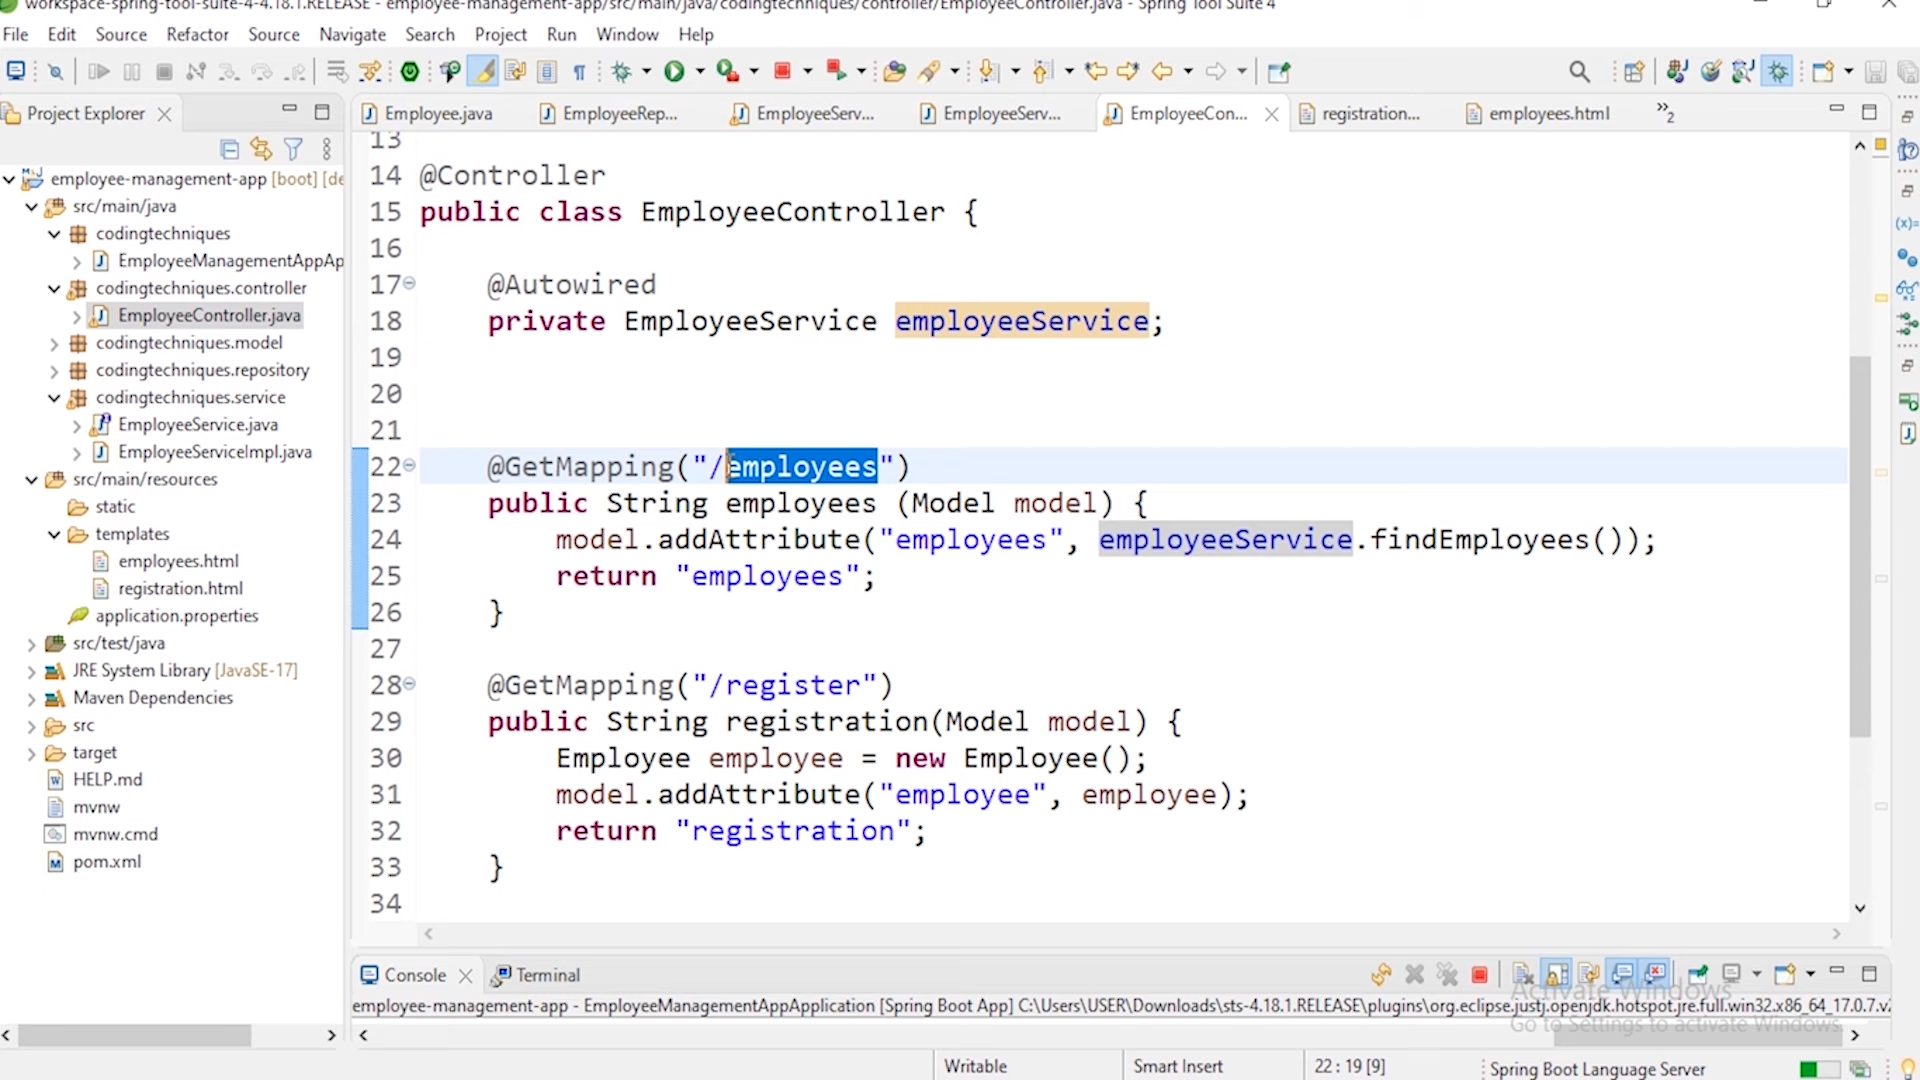 workspace-spring-tool-suite-4-4.18.1.RELEASE - employee-management-app/src/main/java/codingtechniques/controller/EmployeeController.java - Spring Tool Suite 4
File Edit Source Refactor Source Navigate Search Project Run Window Help
Project Explorer
Employee.java EmployeeRep... EmployeeServ... EmployeeServ... EmployeeCon... registration... employees.html »2
employee-management-app [boot] [de
src/main/java
codingtechniques
EmployeeManagementAppAp
codingtechniques.controller
EmployeeController.java
codingtechniques.model
codingtechniques.repository
codingtechniques.service
EmployeeService.java
EmployeeServiceImpl.java
src/main/resources
static
templates
employees.html
registration.html
application.properties
src/test/java
JRE System Library [JavaSE-17]
Maven Dependencies
src
target
HELP.md
mvnw
mvnw.cmd
pom.xml
13
14 @Controller
15 public class EmployeeController {
16
17 @Autowired
18 private EmployeeService employeeService;
19
20
21
22 @GetMapping("/employees")
23 public String employees (Model model) {
24 model.addAttribute("employees", employeeService.findEmployees());
25 return "employees";
26 }
27
28 @GetMapping("/register")
29 public String registration(Model model) {
30 Employee employee = new Employee();
31 model.addAttribute("employee", employee);
32 return "registration";
33 }
34
Console Terminal
employee-management-app - EmployeeManagementAppApplication [Spring Boot App] C:\Users\USER\Downloads\sts-4.18.1.RELEASE\plugins\org.eclipse.justj.openjdk.hotspot.jre.full.win32.x86_64_17.0.7.v
Activate Windows
Go to Settings to activate Windows.
Writable Smart Insert 22 : 19 [9] Spring Boot Language Server